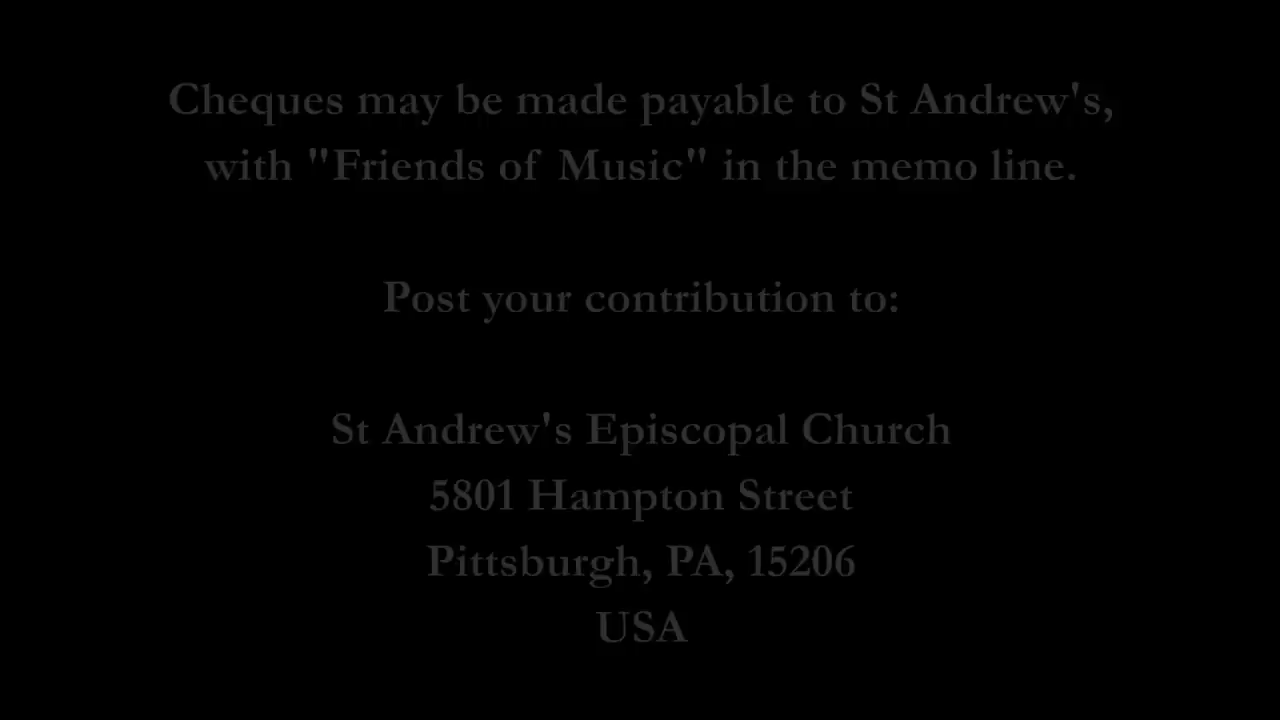 Cheques may be made payable to St Andrew's,
with "Friends of Music" in the memo line.
Post your contribution to:
St Andrew's Episcopal Church
5801 Hampton Street
Pittsburgh, PA, 15206
USA